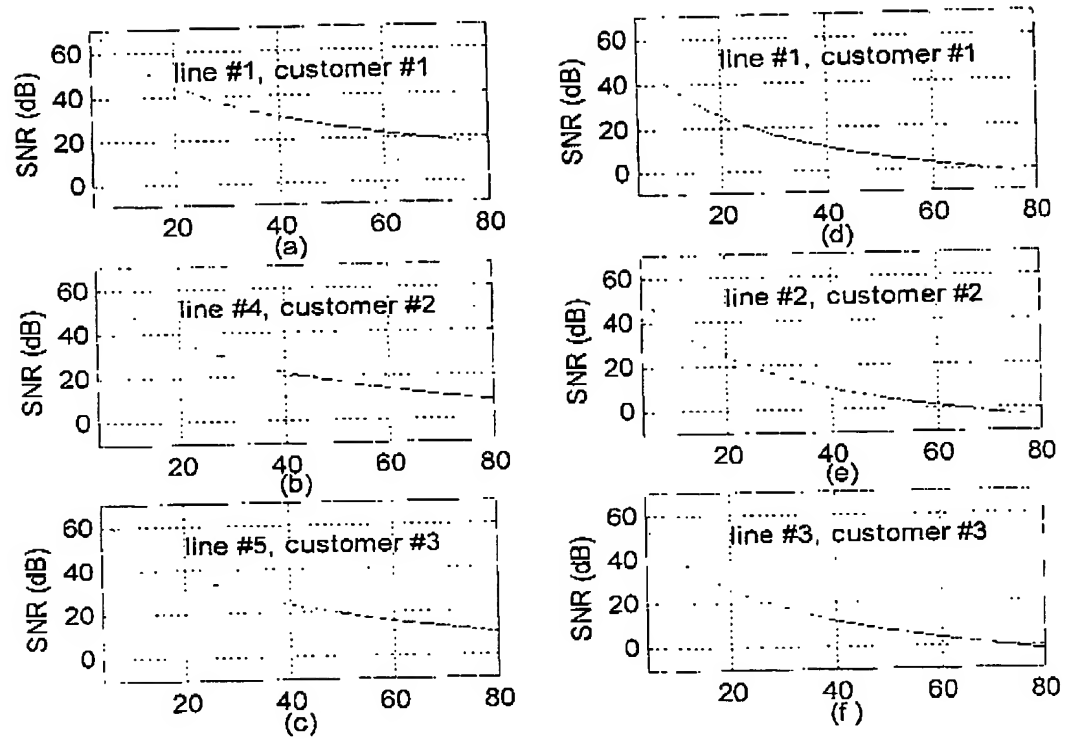 SNR (dB)
60
40
20
0
line #1, customer #1
20 40 60 80
(a)
SNR (dB)
60
40
20
0
line #4, customer #2
20 40 60 80
(b)
SNR (dB)
60
40
20
0
line #5, customer #3
20 40 60 80
(c)
SNR (dB)
60
40
20
0
line #1, customer #1
20 40 60 80
(d)
SNR (dB)
60
40
20
0
line #2, customer #2
20 40 60 80
(e)
SNR (dB)
60
40
20
0
line #3, customer #3
20 40 60 80
(f)